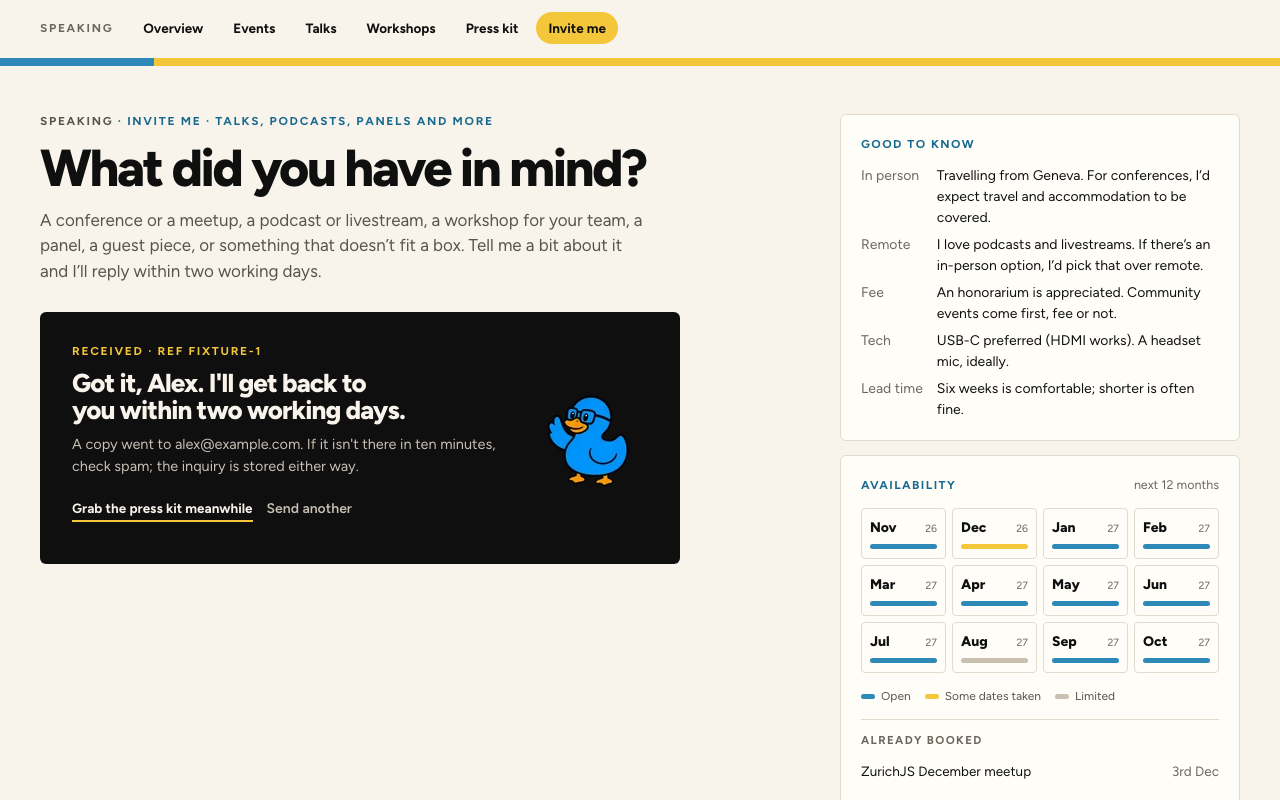 SPEAKING
Overview
Events
Talks
Workshops
Press kit
Invite me
SPEAKING · INVITE ME · TALKS, PODCASTS, PANELS AND MORE
What did you have in mind?
A conference or a meetup, a podcast or livestream, a workshop for your team, a
panel, a guest piece, or something that doesn’t fit a box. Tell me a bit about it
and I’ll reply within two working days.
RECEIVED · REF FIXTURE-1
Got it, Alex. I'll get back to
you within two working days.
A copy went to alex@example.com. If it isn't there in ten minutes,
check spam; the inquiry is stored either way.
Grab the press kit meanwhile
Send another
GOOD TO KNOW
In person
Travelling from Geneva. For conferences, I’d
expect travel and accommodation to be
covered.
Remote
I love podcasts and livestreams. If there’s an
in-person option, I’d pick that over remote.
Fee
An honorarium is appreciated. Community
events come first, fee or not.
Tech
USB-C preferred (HDMI works). A headset
mic, ideally.
Lead time
Six weeks is comfortable; shorter is often
fine.
AVAILABILITY
next 12 months
Nov 26
Dec 26
Jan 27
Feb 27
Mar 27
Apr 27
May 27
Jun 27
Jul 27
Aug 27
Sep 27
Oct 27
Open
Some dates taken
Limited
ALREADY BOOKED
ZurichJS December meetup
3rd Dec